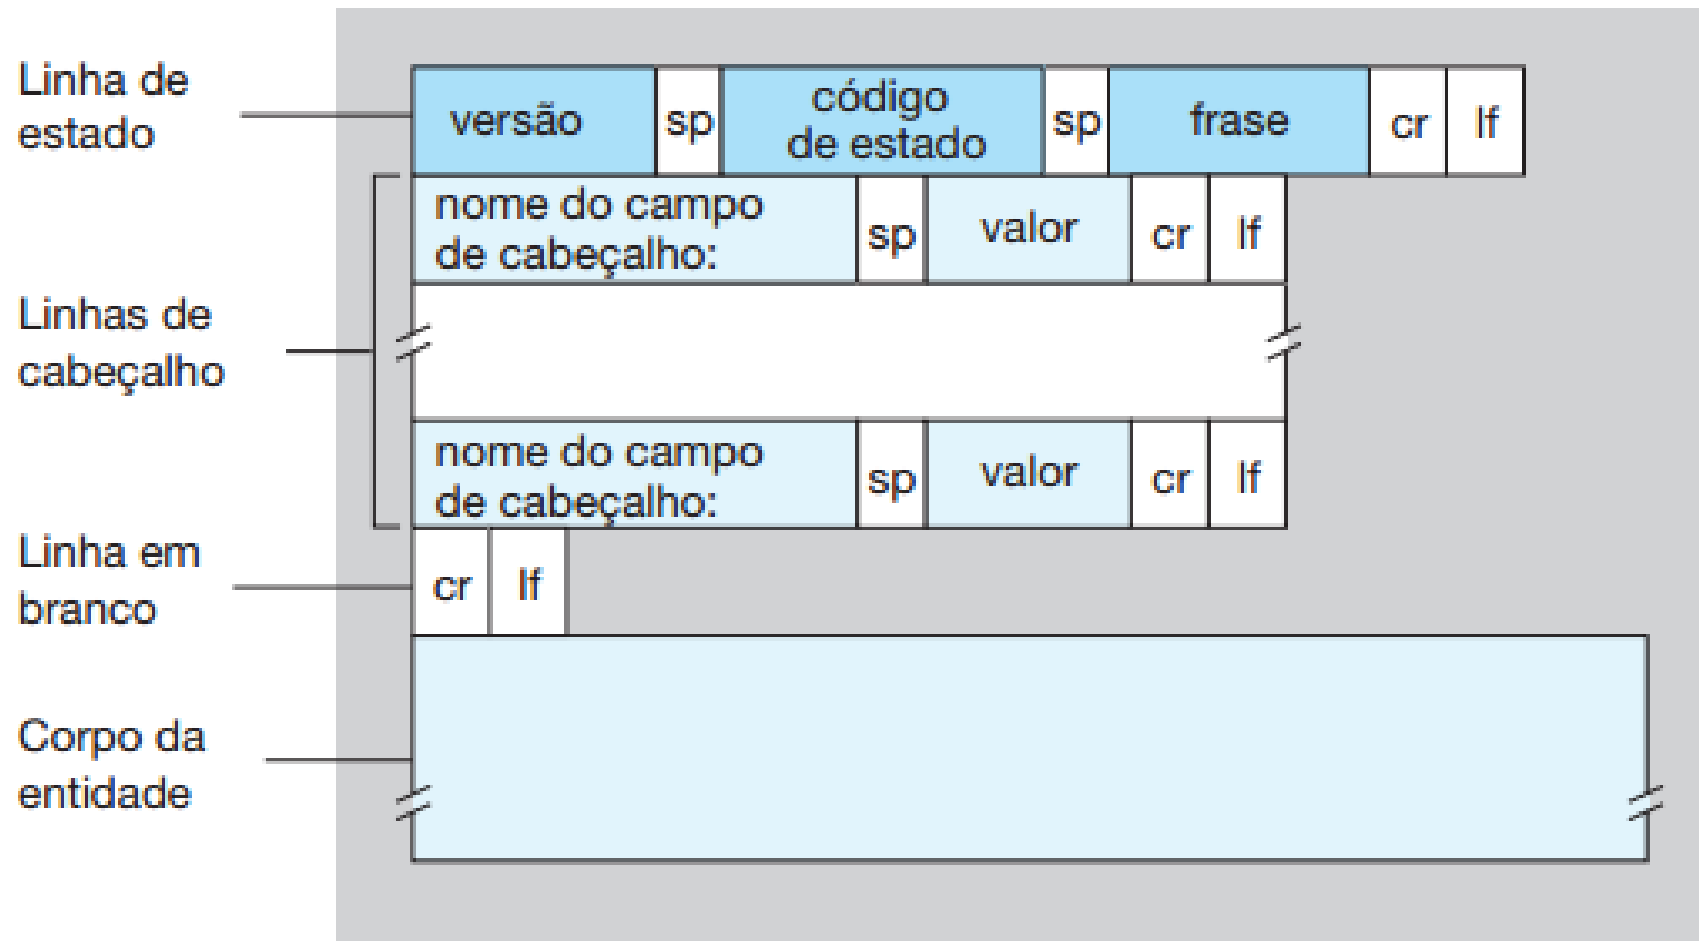 Linha de
estado
versão sp código
de estado sp frase cr lf
nome do campo
de cabeçalho: sp valor cr lf
Linhas de
cabeçalho
nome do campo
de cabeçalho: sp valor cr lf
Linha em
branco
cr lf
Corpo da
entidade